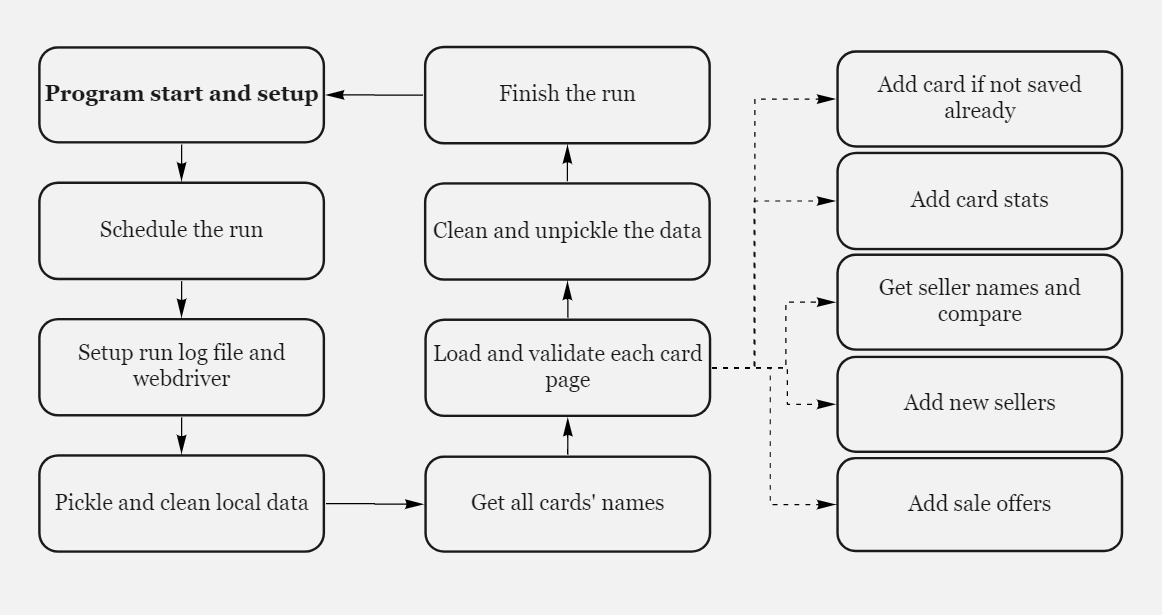 Program start and setup
Schedule the run
Setup run log file and
webdriver
Pickle and clean local data
Finish the run
Clean and unpickle the data
Load and validate each card
page
Get all cards' names
Add card if not saved
already
Add card stats
Get seller names and
compare
Add new sellers
Add sale offers